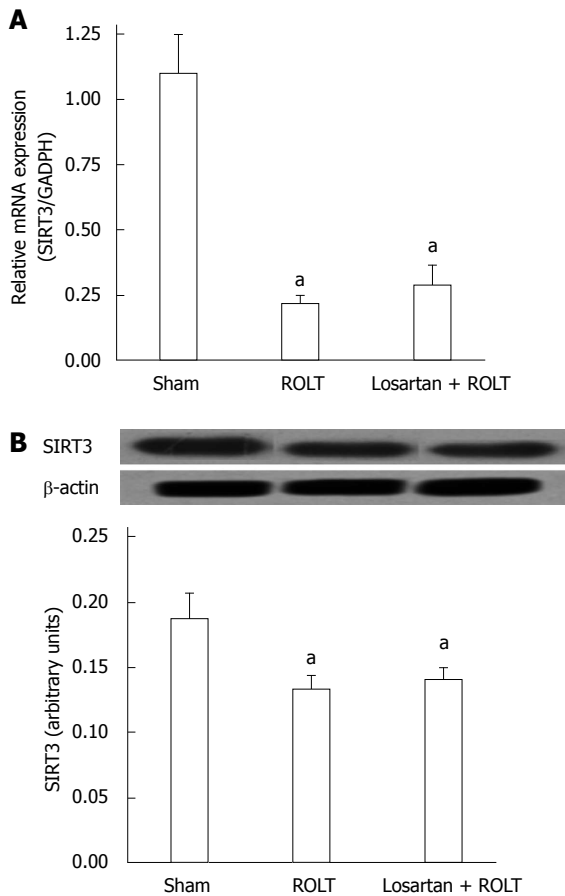 A
Relative mRNA expression
(SIRT3/GADPH)
1.25
1.00
0.75
0.50
0.25
0.00
a
a
Sham ROLT Losartan + ROLT
B
SIRT3
β-actin
SIRT3 (arbitrary units)
0.25
0.20
0.15
0.10
0.05
0.00
a
a
Sham ROLT Losartan + ROLT